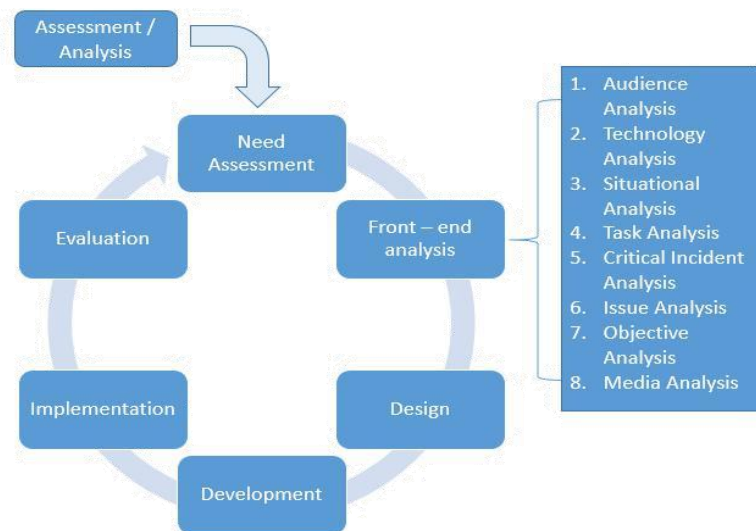 Assessment /
Analysis
Need
Assessment
Front – end
analysis
Design
Development
Implementation
Evaluation
1. Audience
Analysis
2. Technology
Analysis
3. Situational
Analysis
4. Task Analysis
5. Critical Incident
Analysis
6. Issue Analysis
7. Objective
Analysis
8. Media Analysis